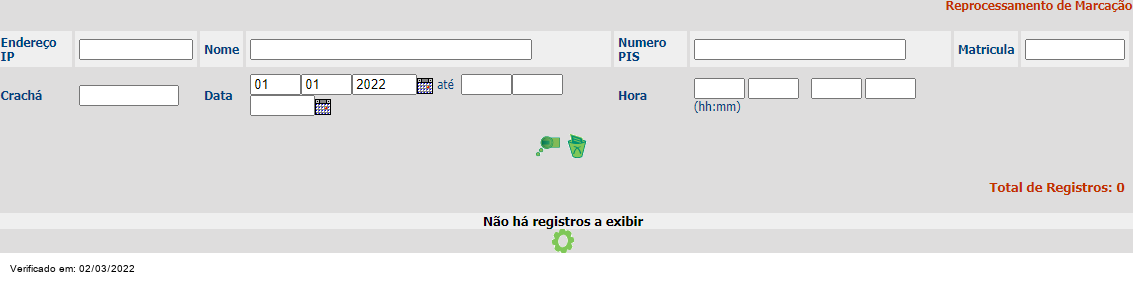 Reprocessamento de Marcação
Endereço IP
Nome
Numero PIS
Matricula
Crachá
Data
01 01 2022 até
Hora
(hh:mm)
Total de Registros: 0
Não há registros a exibir
Verificado em: 02/03/2022